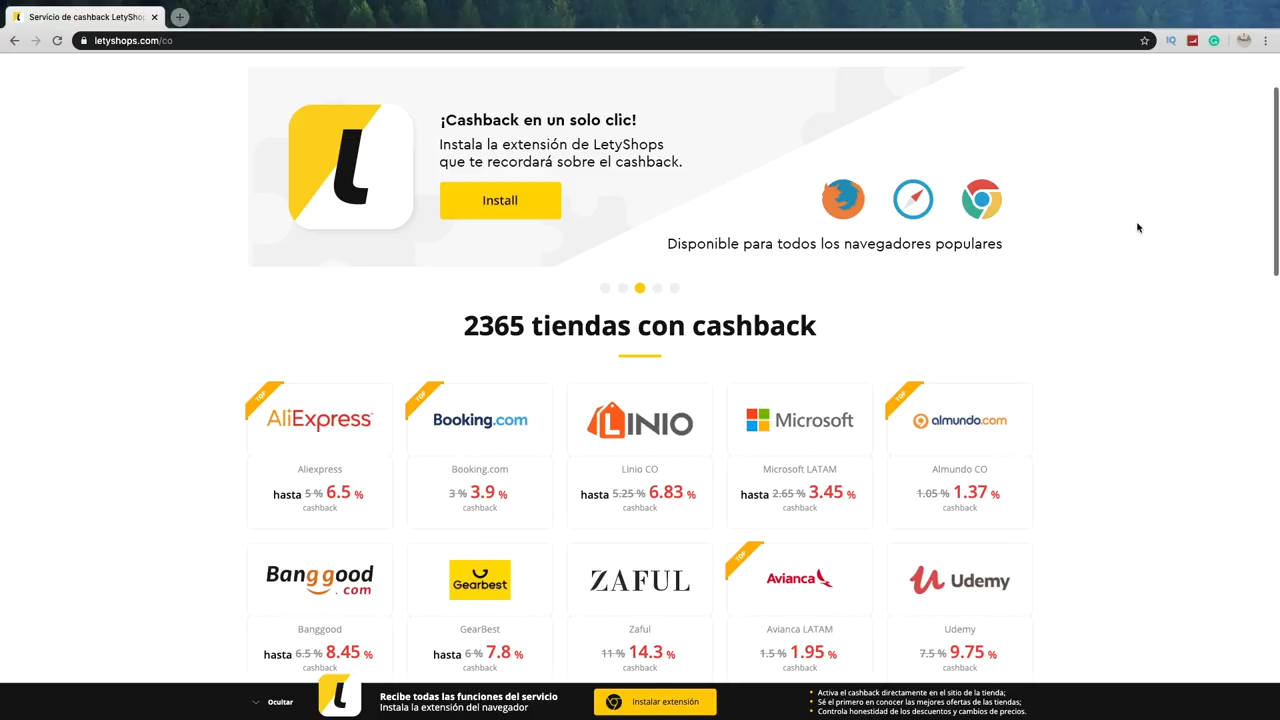 Servicio de cashback LetySho
letyshops.com/co
¡Cashback en un solo clic!
Instala la extensión de LetyShops
que te recordará sobre el cashback.
Install
Disponible para todos los navegadores populares
2365 tiendas con cashback
TOP
AliExpress
Aliexpress
hasta 5 % 6.5 %
cashback
TOP
Booking.com
Booking.com
3 % 3.9 %
cashback
LINIO
Linio CO
hasta 5.25 % 6.83 %
cashback
Microsoft
Microsoft LATAM
hasta 2.65 % 3.45 %
cashback
TOP
almundo.com
Almundo CO
1.05 % 1.37 %
cashback
Banggood
.com
Banggood
hasta 6.5 % 8.45 %
cashback
Gearbest
GearBest
hasta 6 % 7.8 %
cashback
ZAFUL
Zaful
11 % 14.3 %
cashback
TOP
Avianca
Avianca LATAM
1.5 % 1.95 %
cashback
Udemy
Udemy
7.5 % 9.75 %
cashback
Ocultar
Recibe todas las funciones del servicio
Instala la extensión del navegador
Instalar extensión
Activa el cashback directamente en el sitio de la tienda;
Sé el primero en conocer las mejores ofertas de las tiendas;
Controla honestidad de los descuentos y cambios de precios.